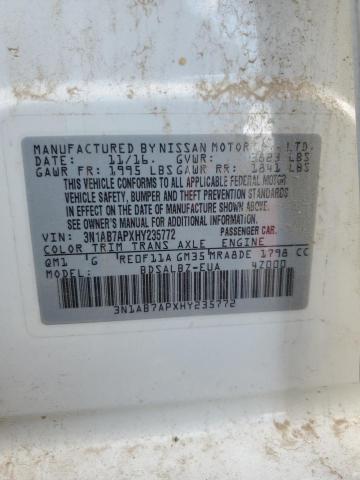 MANUFACTURED BY NISSAN MOTOR CO., LTD.
DATE: 11/16 GVWR: 3683 LBS
GAWR FR: 1995 LBS GAWR RR: 1841 LBS
THIS VEHICLE CONFORMS TO ALL APPLICABLE FEDERAL MOTOR
VEHICLE SAFETY, BUMPER, AND THEFT PREVENTION STANDARDS
IN EFFECT ON THE DATE OF MANUFACTURE SHOWN ABOVE.
SEE OWNER'S MANUAL FOR ADDITIONAL INFORMATION.
VIN: 3N1AB7APXHY235772 PASSENGER CAR.
COLOR TRIM TRANS AXLE ENGINE
QM1 G RE0F11A GM35 MRA8DE 1798 CC
MODEL: BDSALBZ-EUA 4Z000
3N1AB7APXHY235772